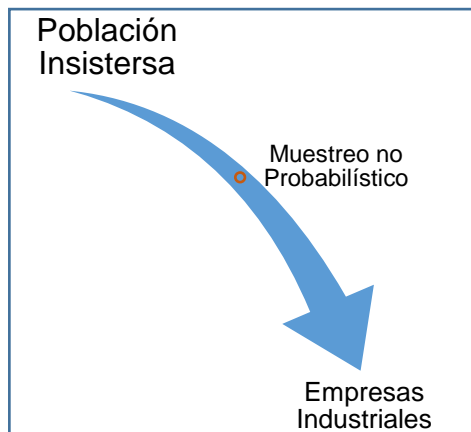 Población
Insistersa
Muestreo no
Probabilístico
Empresas
Industriales